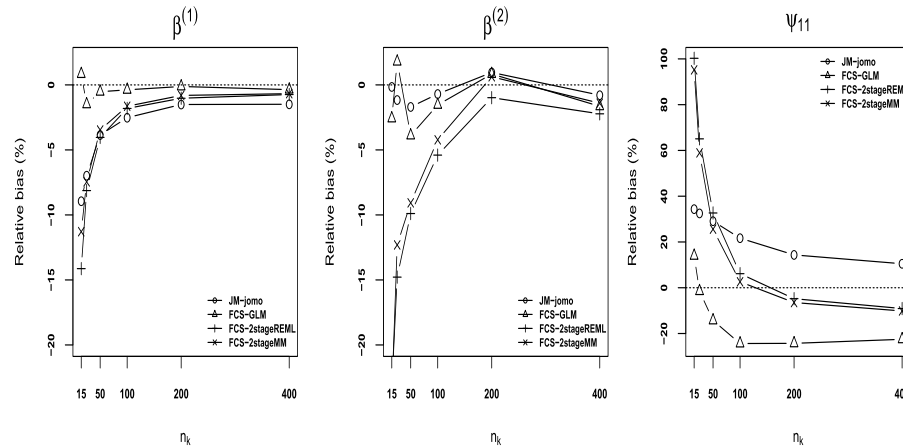 β(1)
Relative bias (%)
0
−5
−10
−15
−20
JM−jomo
FCS−GLM
FCS−2stageREML
FCS−2stageMM
15 50 100 200 400
nk
β(2)
Relative bias (%)
0
−5
−10
−15
−20
JM−jomo
FCS−GLM
FCS−2stageREML
FCS−2stageMM
15 50 100 200 400
nk
ψ11
Relative bias (%)
100
80
60
40
20
0
−20
JM−jomo
FCS−GLM
FCS−2stageREML
FCS−2stageMM
15 50 100 200 40
nk